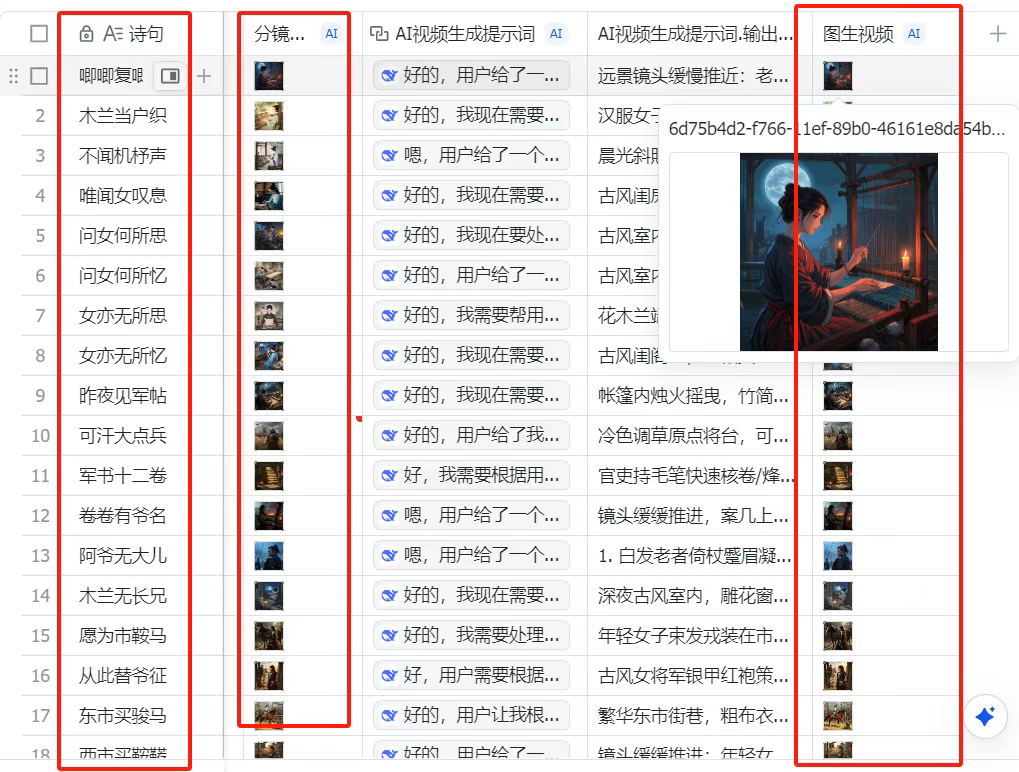 诗句 分镜... AI AI视频生成提示词 AI AI视频生成提示词.输出... 图生视频 AI
唧唧复唧 好的，用户给了一... 远景镜头缓慢推近：老...
2 木兰当户织 好的，我现在需要... 汉服女子
6d75b4d2-f766-11ef-89b0-46161e8da54b...
3 不闻机杼声 嗯，用户给了一个... 晨光斜
4 唯闻女叹息 好的，我现在需要... 古风闺房
5 问女何所思 好的，我现在要处... 古风室内
6 问女何所忆 好的，用户给了一... 古风室内
7 女亦无所思 好的，我需要帮用... 花木兰
8 女亦无所忆 好的，我现在需要... 古风闺
9 昨夜见军帖 好的，我现在需要... 帐篷内烛火摇曳，竹简...
10 可汗大点兵 好的，用户给了我... 冷色调草原点将台，可...
11 军书十二卷 好，我需要根据用... 官吏持毛笔快速核卷/烽...
12 卷卷有爷名 嗯，用户给了一个... 镜头缓缓推进，案几上...
13 阿爷无大儿 嗯，用户给了一个... 1. 白发老者倚杖蹙眉凝...
14 木兰无长兄 好的，我现在需要... 深夜古风室内，雕花窗...
15 愿为市鞍马 好的，我需要处理... 年轻女子束发戎装在市...
16 从此替爷征 好，用户需要根据... 古风女将军银甲红袍策...
17 东市买骏马 好的，用户让我根... 繁华东市街巷，粗布衣...
18 西市买鞍鞯 好的，用户给了一... 镜头缓缓推进：年轻女